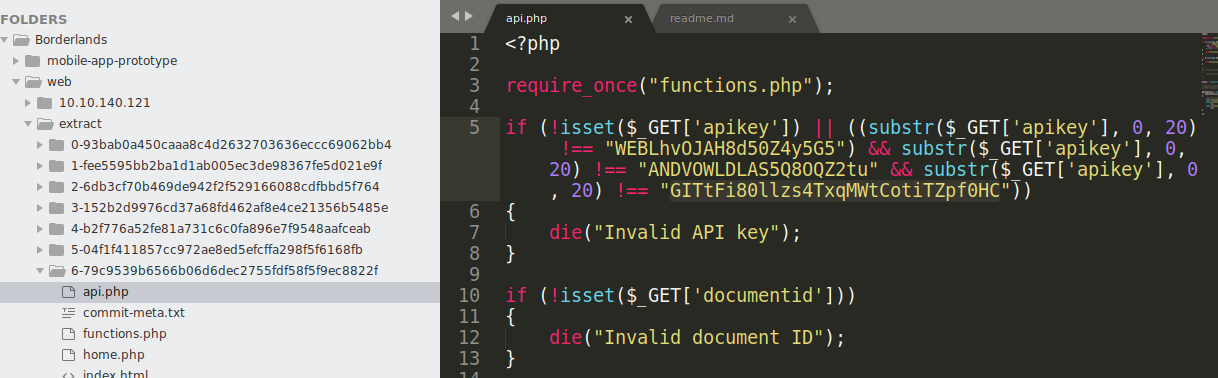 FOLDERS
Borderlands
mobile-app-prototype
web
10.10.140.121
extract
0-93bab0a450caaa8c4d2632703636eccc69062bb4
1-fee5595bb2ba1d1ab005ec3de98367fe5d021e9f
2-6db3cf70b469de942f2f529166088cdfbbd5f764
3-152b2d9976cd37a68fd462af8e4ce21356b5485e
4-b2f776a52fe81a731c6c0fa896e7f9548aafceab
5-04f1f411857cc972ae8ed5efcffa298f5f6168fb
6-79c9539b6566b06d6dec2755fdf58f5f9ec8822f
api.php
commit-meta.txt
functions.php
home.php
index.html
api.php
readme.md
1 <?php
2
3 require_once("functions.php");
4
5 if (!isset($_GET['apikey']) || ((substr($_GET['apikey'], 0, 20)
!== "WEBLhvOJAH8d50Z4y5G5") && substr($_GET['apikey'], 0,
20) !== "ANDVOWLDLAS5Q8OQZ2tu" && substr($_GET['apikey'], 0
, 20) !== "GITtFi80llzs4TxqMWtCotiTZpf0HC"))
6 {
7 die("Invalid API key");
8 }
9
10 if (!isset($_GET['documentid']))
11 {
12 die("Invalid document ID");
13 }
14